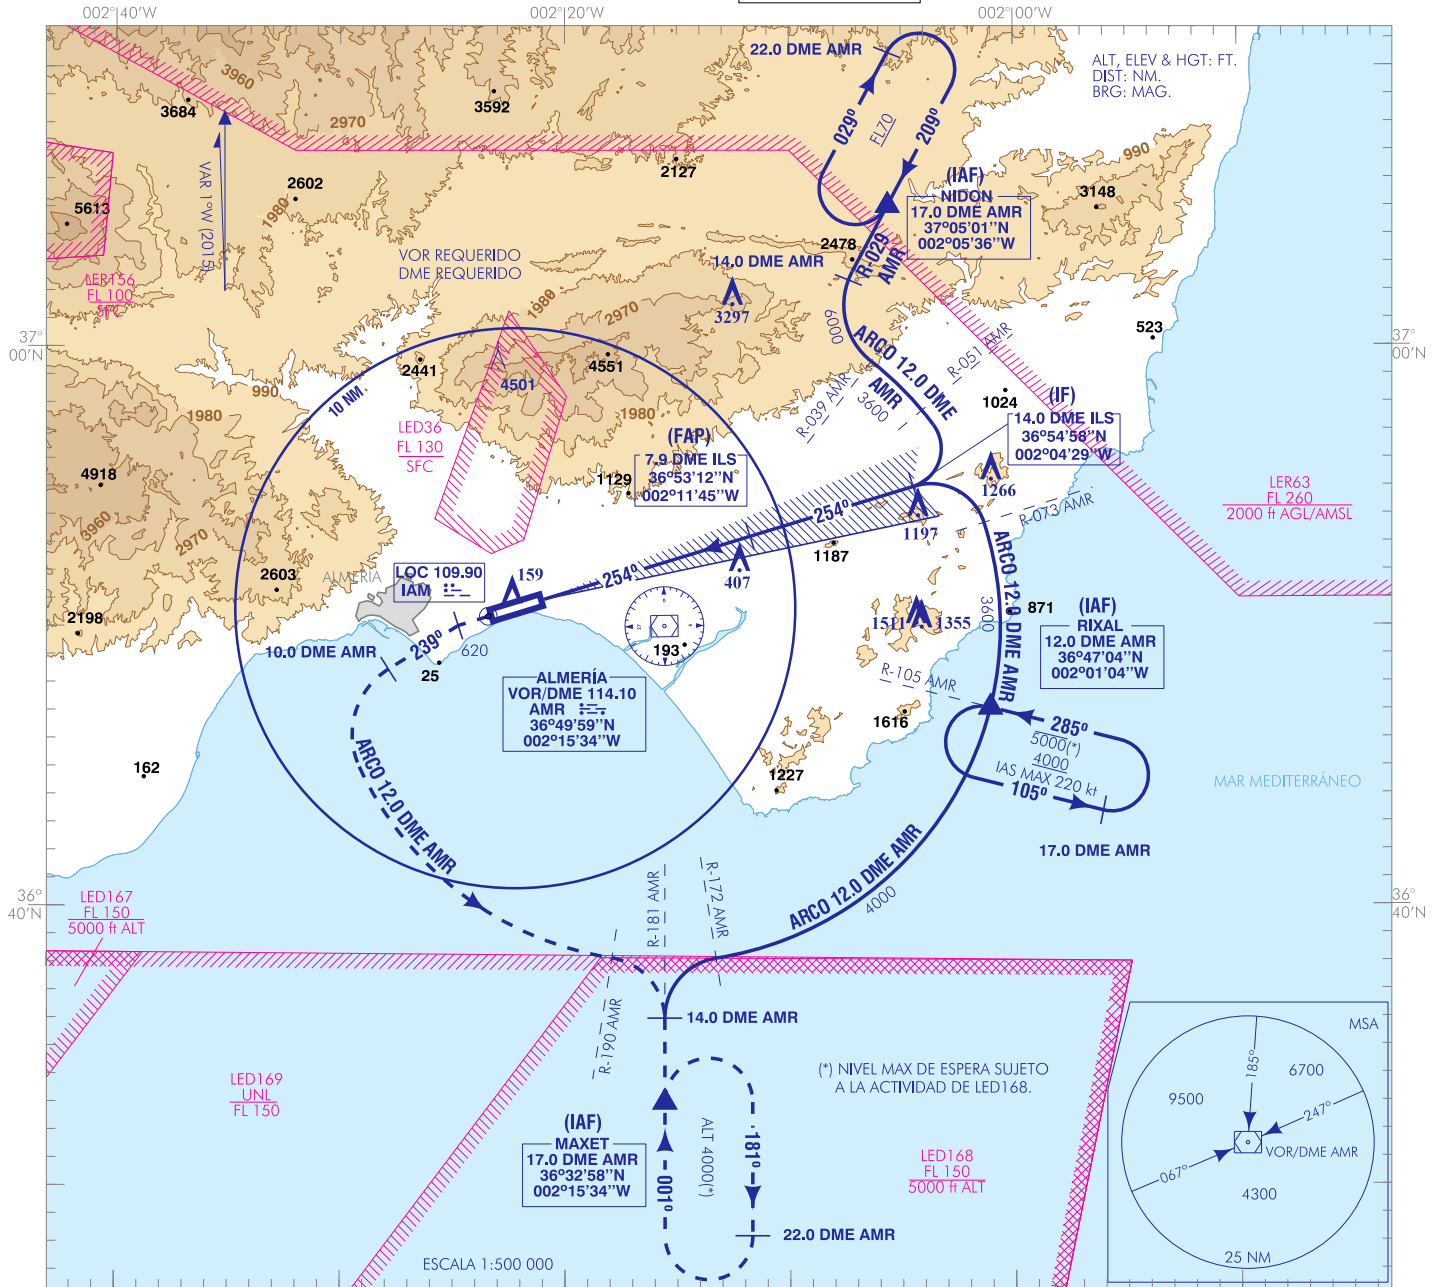 002°40'W
002°20'W
002°00'W
22.0 DME AMR
ALT, ELEV & HGT: FT.
DIST: NM.
BRG: MAG.
3960
3684
3592
2970
029°
FL70
209°
990
VAR 1°W (2015)
2127
2602
1980
3148
5613
(IAF)
NIDON
17.0 DME AMR
37°05'01''N
002°05'36''W
VOR REQUERIDO
DME REQUERIDO
2478
R-029
AMR
14.0 DME AMR
LER156
FL 100
SFC
1980
2970
3297
6000
523
37°
00'N
37°
00'N
ARCO 12.0 DME
AMR
R-051 AMR
2441
4551
4501
990
10 NM
1980
1980
R-039 AMR
3600
1024
(IF)
14.0 DME ILS
36°54'58''N
002°04'29''W
LED36
FL 130
SFC
(FAP)
7.9 DME ILS
36°53'12''N
002°11'45''W
4918
1129
1266
LER63
FL 260
2000 ft AGL/AMSL
3960
2970
254°
1197
R-073 AMR
1187
407
2603
ALMERÍA
LOC 109.90
IAM
159
254°
ARCO 12.0 DME AMR
3600
871
2198
239°
620
193
1511
1355
(IAF)
RIXAL
12.0 DME AMR
36°47'04''N
002°01'04''W
10.0 DME AMR
25
R-105 AMR
ALMERÍA
VOR/DME 114.10
AMR
36°49'59''N
002°15'34''W
1616
285°
5000(*)
4000
IAS MAX 220 kt
105°
162
1227
MAR MEDITERRÁNEO
ARCO 12.0 DME AMR
17.0 DME AMR
ARCO 12.0 DME AMR
4000
R-181 AMR
R-172 AMR
36°
40'N
36°
40'N
LED167
FL 150
5000 ft ALT
R-190 AMR
14.0 DME AMR
MSA
185°
6700
9500
247°
VOR/DME AMR
067°
4300
25 NM
LED169
UNL
FL 150
(*) NIVEL MAX DE ESPERA SUJETO
A LA ACTIVIDAD DE LED168.
(IAF)
MAXET
17.0 DME AMR
36°32'58''N
002°15'34''W
001°
ALT 4000(*)
181°
LED168
FL 150
5000 ft ALT
22.0 DME AMR
ESCALA 1:500 000